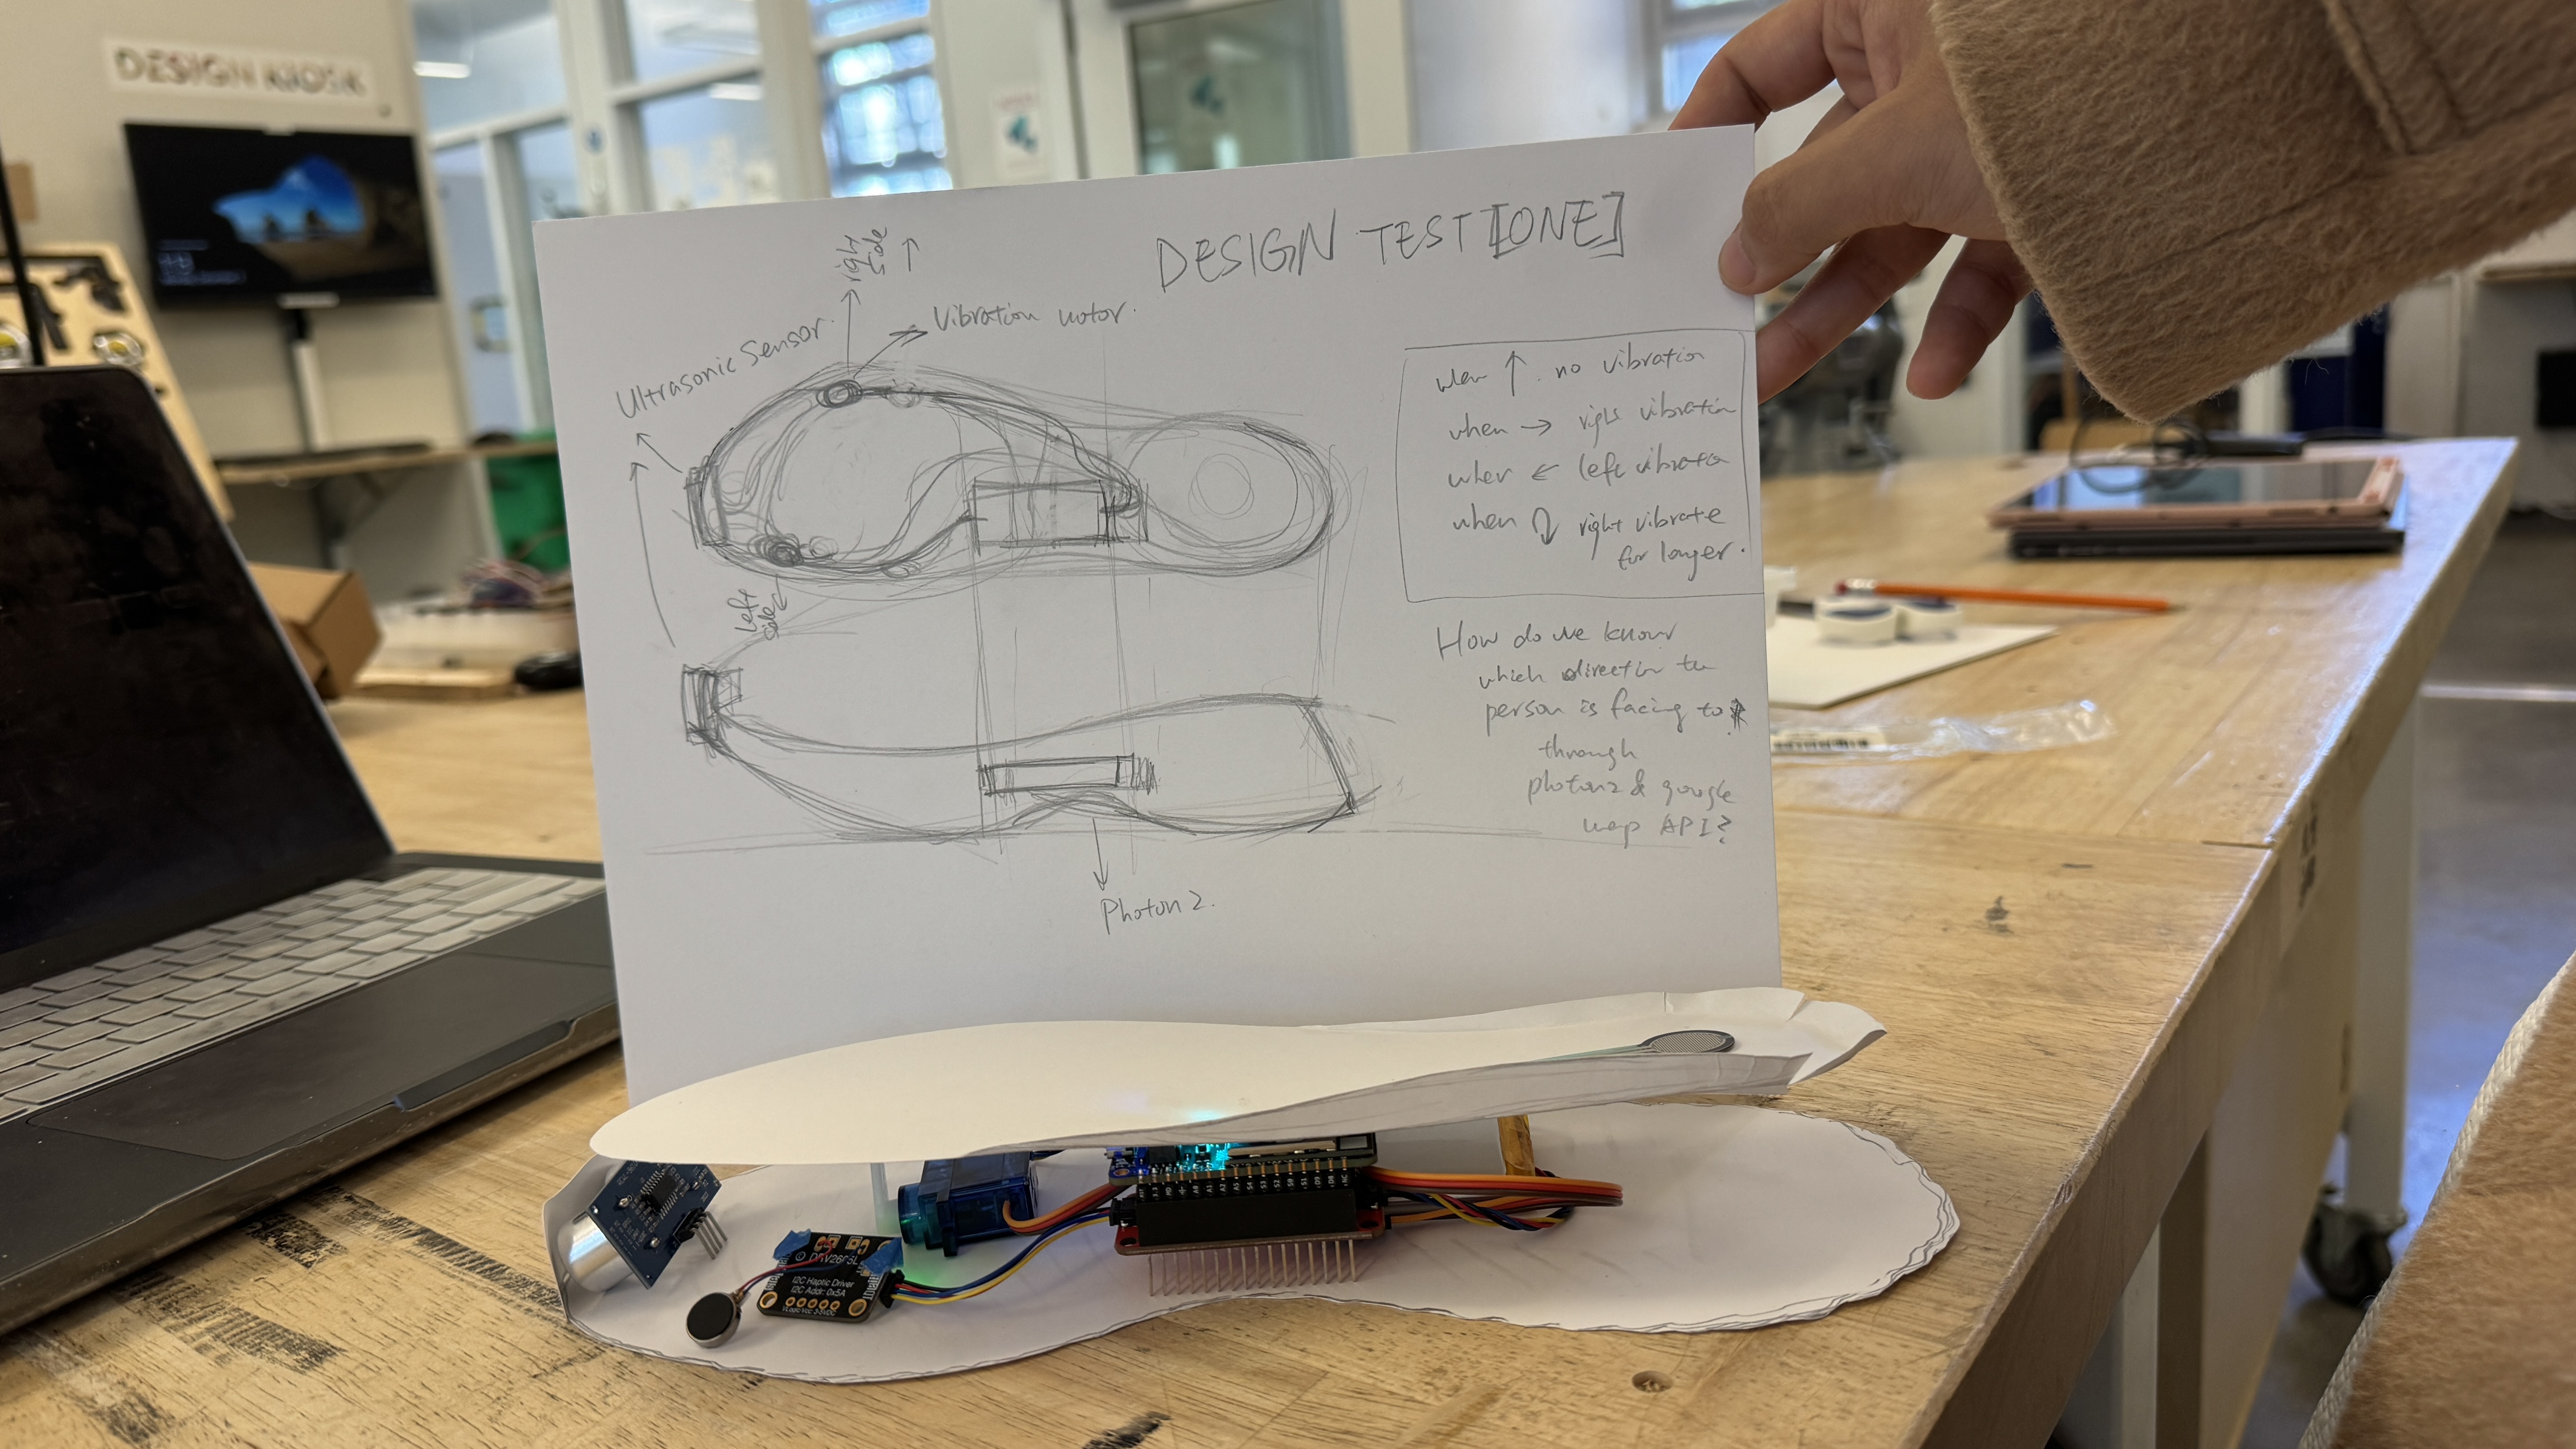 DESIGN KIOSK
DESIGN TEST [ONE]
right
side
Vibration motor.
Ultrasonic Sensor
left
side
when ↑ no vibration
when → right vibration
when ← left vibration
when right vibrate
for longer.
How do we know
which direction the
person is facing to
through
photon2 & google
map API?
Photon 2.
I2C Haptic Driver
I2C Addr: 0x5A